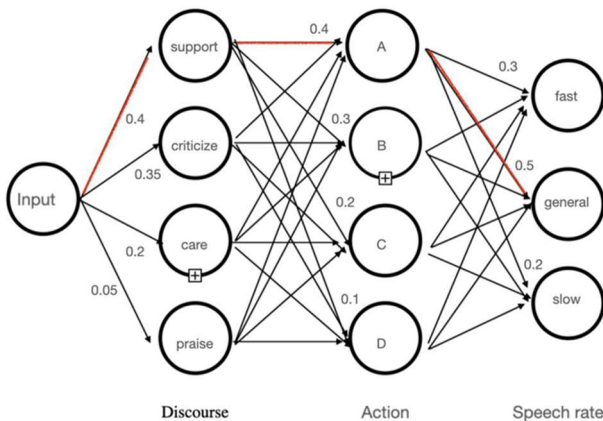 Input
0.4
0.35
0.2
0.05
support
criticize
care
praise
Discourse
0.4
0.3
0.2
0.1
A
B
C
D
Action
0.3
0.5
0.2
fast
general
slow
Speech rate